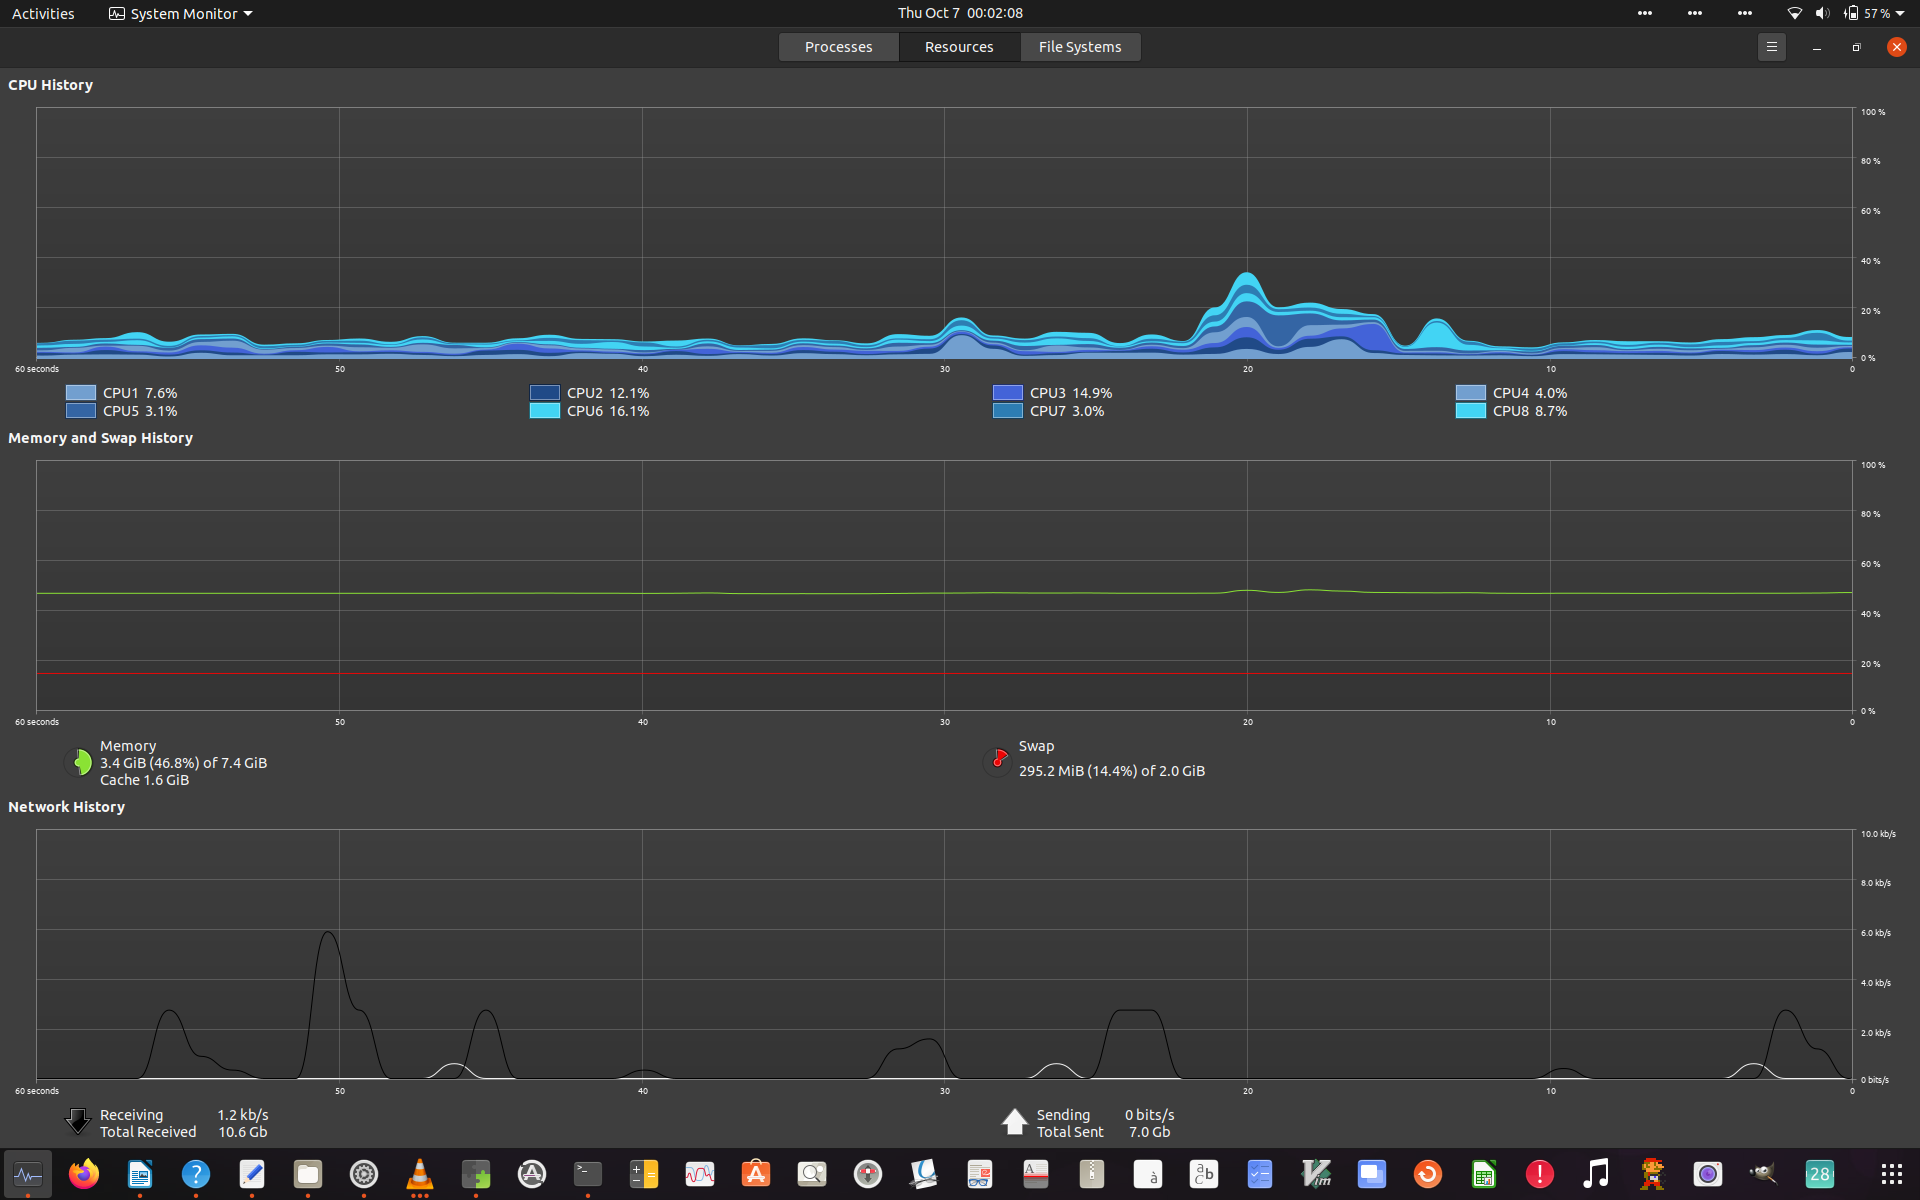 Activities System Monitor Thu Oct 7 00:02:08 57 %
Processes Resources File Systems
CPU History
100 %
80 %
60 %
40 %
20 %
0 %
60 seconds 50 40 30 20 10 0
CPU1 7.6% CPU2 12.1% CPU3 14.9% CPU4 4.0%
CPU5 3.1% CPU6 16.1% CPU7 3.0% CPU8 8.7%
Memory and Swap History
100 %
80 %
60 %
40 %
20 %
0 %
60 seconds 50 40 30 20 10 0
Memory Swap
3.4 GiB (46.8%) of 7.4 GiB 295.2 MiB (14.4%) of 2.0 GiB
Cache 1.6 GiB
Network History
10.0 kb/s
8.0 kb/s
6.0 kb/s
4.0 kb/s
2.0 kb/s
0 bits/s
60 seconds 50 40 30 20 10 0
Receiving 1.2 kb/s Sending 0 bits/s
Total Received 10.6 Gb Total Sent 7.0 Gb
? >_ A à abc Vim ! 28